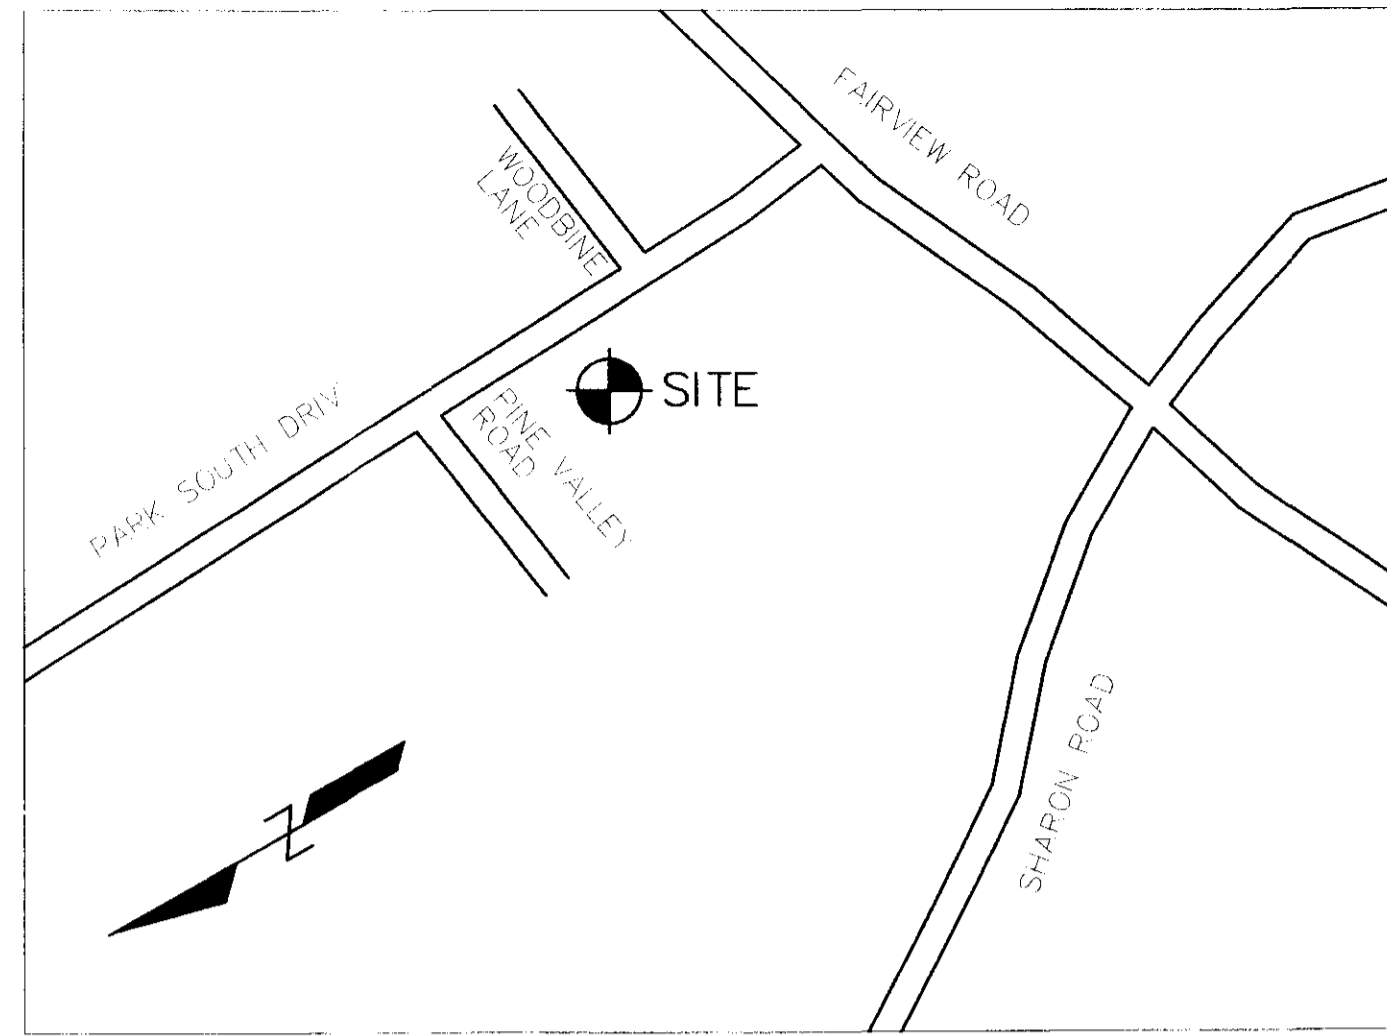 FAIRVIEW ROAD
WOODBINE
LANE
SITE
PARK SOUTH DRIV
PINE VALLEY
ROAD
SHARON ROAD
N